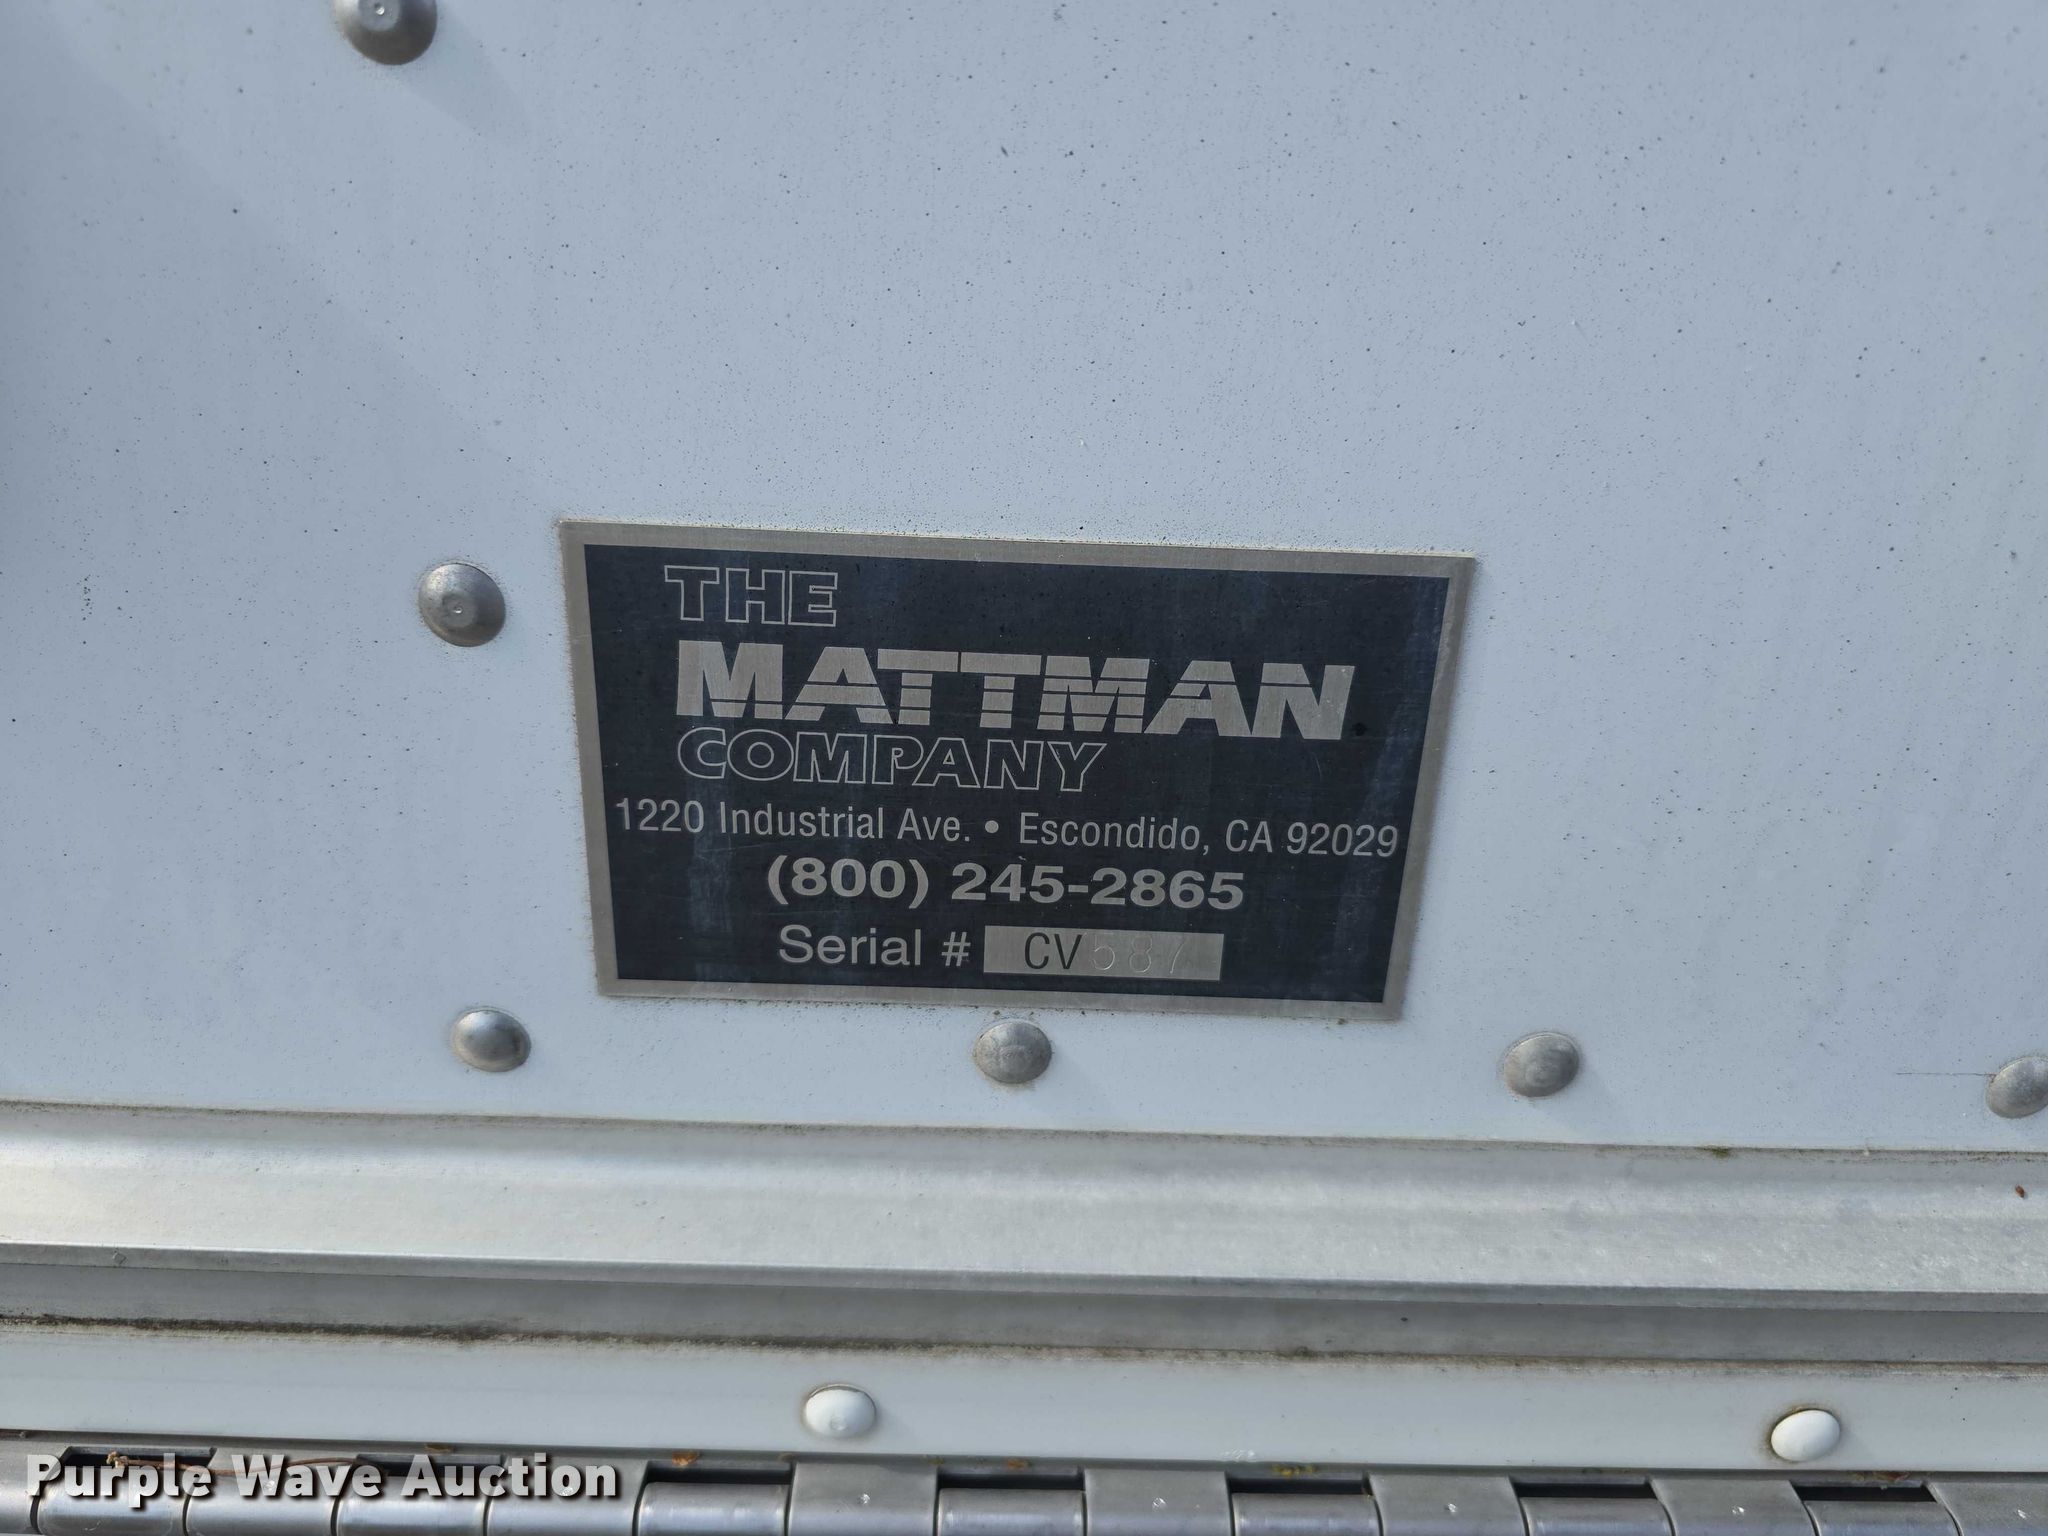 THE
MATTMAN
COMPANY
1220 Industrial Ave. • Escondido, CA 92029
(800) 245-2865
Serial # CV587
Purple Wave Auction